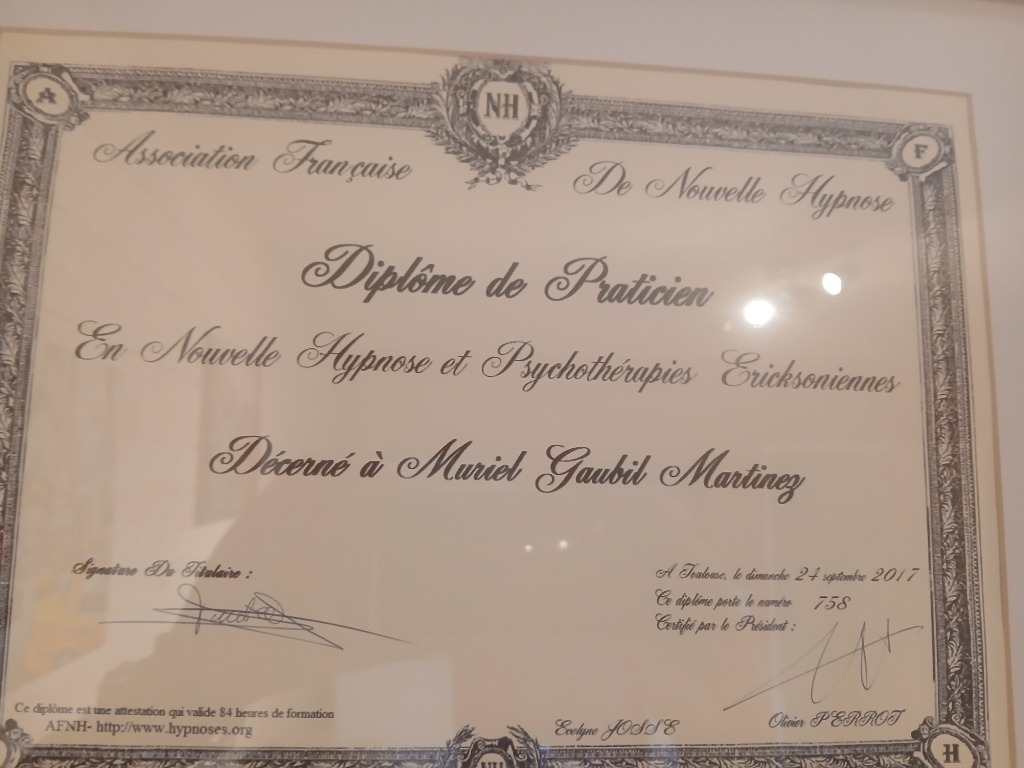 A
NH
F
Association Française De Nouvelle Hypnose
Diplôme de Praticien
En Nouvelle Hypnose et Psychothérapies Ericksoniennes
Décerné à Muriel Gaubil Martinez
Signature Du Titulaire :
A Toulouse, le dimanche 24 septembre 2017
Ce diplôme porte le numéro 758
Certifié par le Président :
Ce diplôme est une attestation qui valide 84 heures de formation
AFNH- http://www.hypnoses.org
Evelyne JOSSE
Olivier PERROT
NH
H